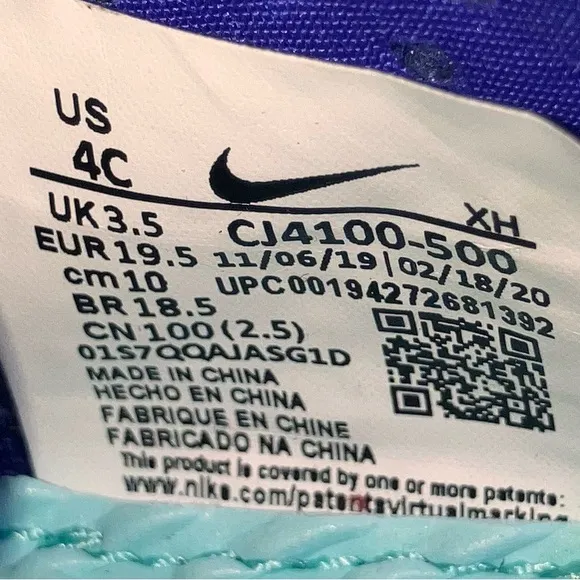 US
4C
XH
UK 3.5
CJ4100-500
EUR 19.5
11/06/19 | 02/18/20
cm 10
UPC00194272681392
BR 18.5
CN 100 (2.5)
01S7QQAJASG1D
MADE IN CHINA
HECHO EN CHINA
FABRIQUE EN CHINE
FABRICADO NA CHINA
This product is covered by one or more patents:
www.nike.com/patentsvirtualmarking